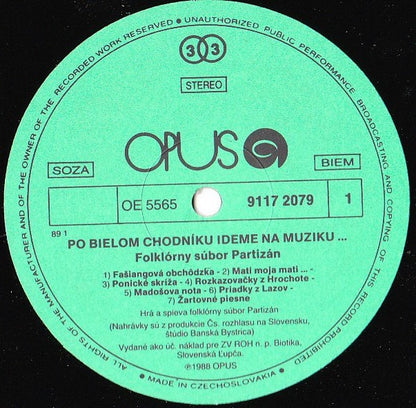 ALL RIGHTS OF THE MANUFACTURER AND OF THE OWNER OF THE RECORDED WORK RESERVED • UNAUTHORIZED PUBLIC PERFORMANCE, BROADCASTING AND COPYING OF THIS RECORD PROHIBITED • MADE IN CZECHOSLOVAKIA •
33
STEREO
OPUS
SOZA
BIEM
OE 5565
9117 2079
1
89 1
PO BIELOM CHODNÍKU IDEME NA MUZIKU ...
Folklórny súbor Partizán
1) Fašiangová obchôdzka - 2) Mati moja mati ... -
3) Ponické skríža - 4) Rozkazovačky z Hrochote -
5) Madošova nota - 6) Priadky z Lazov -
7) Žartovné piesne
Hrá a spieva folklórny súbor Partizán
(Nahrávky sú z produkcie Čs. rozhlasu na Slovensku,
štúdio Banská Bystrica)
Vydané ako úč. náklad pre ZV ROH n. p. Biotika,
Slovenská Ľupča.
℗1988 OPUS